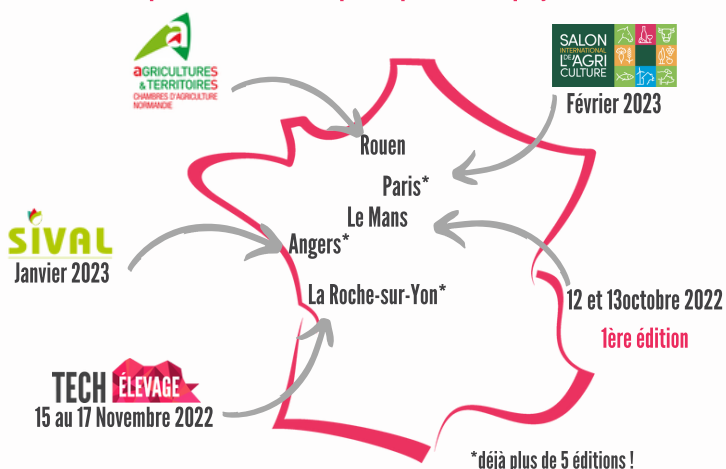 AGRICULTURES
& TERRITOIRES
CHAMBRES D'AGRICULTURE
NORMANDIE
SALON
INTERNATIONAL
DE
L'AGRI
CULTURE
Février 2023
Rouen
Paris*
Le Mans
SIVAL
Janvier 2023
Angers*
La Roche-sur-Yon*
12 et 13octobre 2022
1ère édition
TECH ÉLEVAGE
15 au 17 Novembre 2022
*déjà plus de 5 éditions !